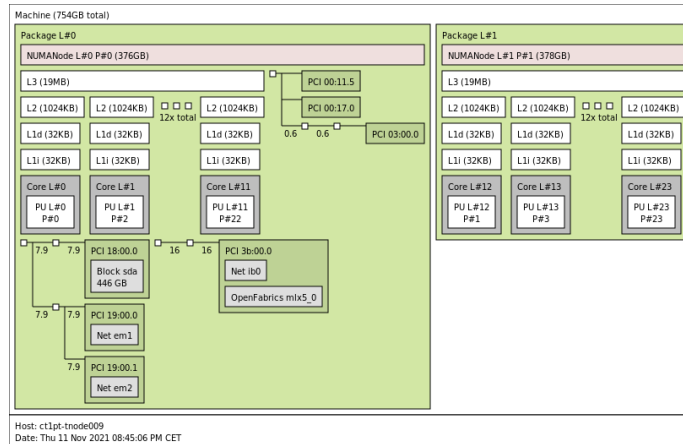 Machine (754GB total)
Package L#0
NUMANode L#0 P#0 (376GB)
L3 (19MB)
L2 (1024KB) L2 (1024KB) 12x total L2 (1024KB)
L1d (32KB) L1d (32KB) L1d (32KB)
L1i (32KB) L1i (32KB) L1i (32KB)
Core L#0 Core L#1 Core L#11
PU L#0 PU L#1 PU L#11
P#0 P#2 P#22
PCI 00:11.5
PCI 00:17.0
0.6 0.6 PCI 03:00.0
7.9 7.9 PCI 18:00.0
Block sda
446 GB
7.9 7.9 PCI 19:00.0
Net em1
7.9 PCI 19:00.1
Net em2
16 16 PCI 3b:00.0
Net ib0
OpenFabrics mlx5_0
Package L#1
NUMANode L#1 P#1 (378GB)
L3 (19MB)
L2 (1024KB) L2 (1024KB) 12x total L2 (1024KB)
L1d (32KB) L1d (32KB) L1d (32KB)
L1i (32KB) L1i (32KB) L1i (32KB)
Core L#12 Core L#13 Core L#23
PU L#12 PU L#13 PU L#23
P#1 P#3 P#23
Host: ct1pt-tnode009
Date: Thu 11 Nov 2021 08:45:06 PM CET